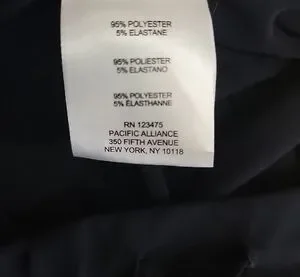 95% POLYESTER
5% ELASTANE
95% POLIESTER
5% ELASTANO
95% POLYESTER
5% ÉLASTHANNE
RN 123475
PACIFIC ALLIANCE
350 FIFTH AVENUE
NEW YORK, NY 10118